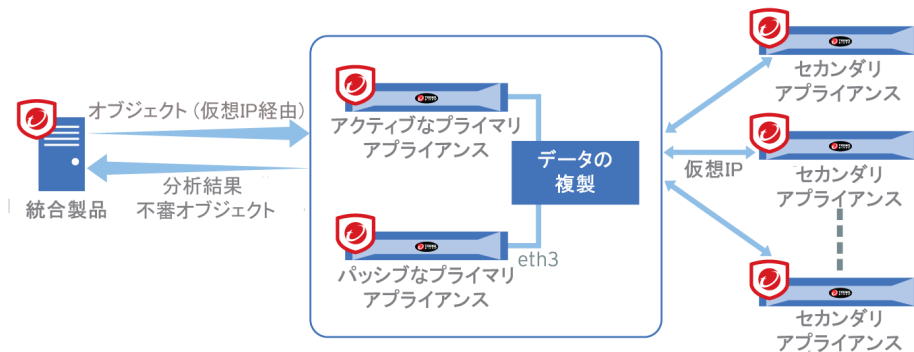 オブジェクト（仮想IP経由）
分析結果
不審オブジェクト
統合製品
アクティブなプライマリ
アプライアンス
データの
複製
eth3
パッシブなプライマリ
アプライアンス
仮想IP
セカンダリ
アプライアンス
セカンダリ
アプライアンス
セカンダリ
アプライアンス